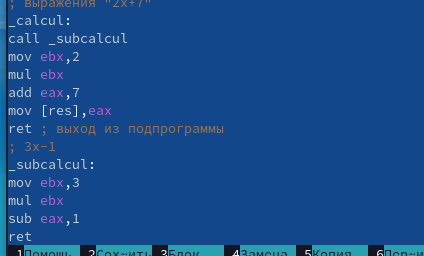 ; выражения "2x+7"
_calcul:
call _subcalcul
mov ebx,2
mul ebx
add eax,7
mov [res],eax
ret ; выход из подпрограммы
; 3x-1
_subcalcul:
mov ebx,3
mul ebx
sub eax,1
ret
1Помощь 2Сох~ить 3Блок 4Замена 5Копия 6Пер~и